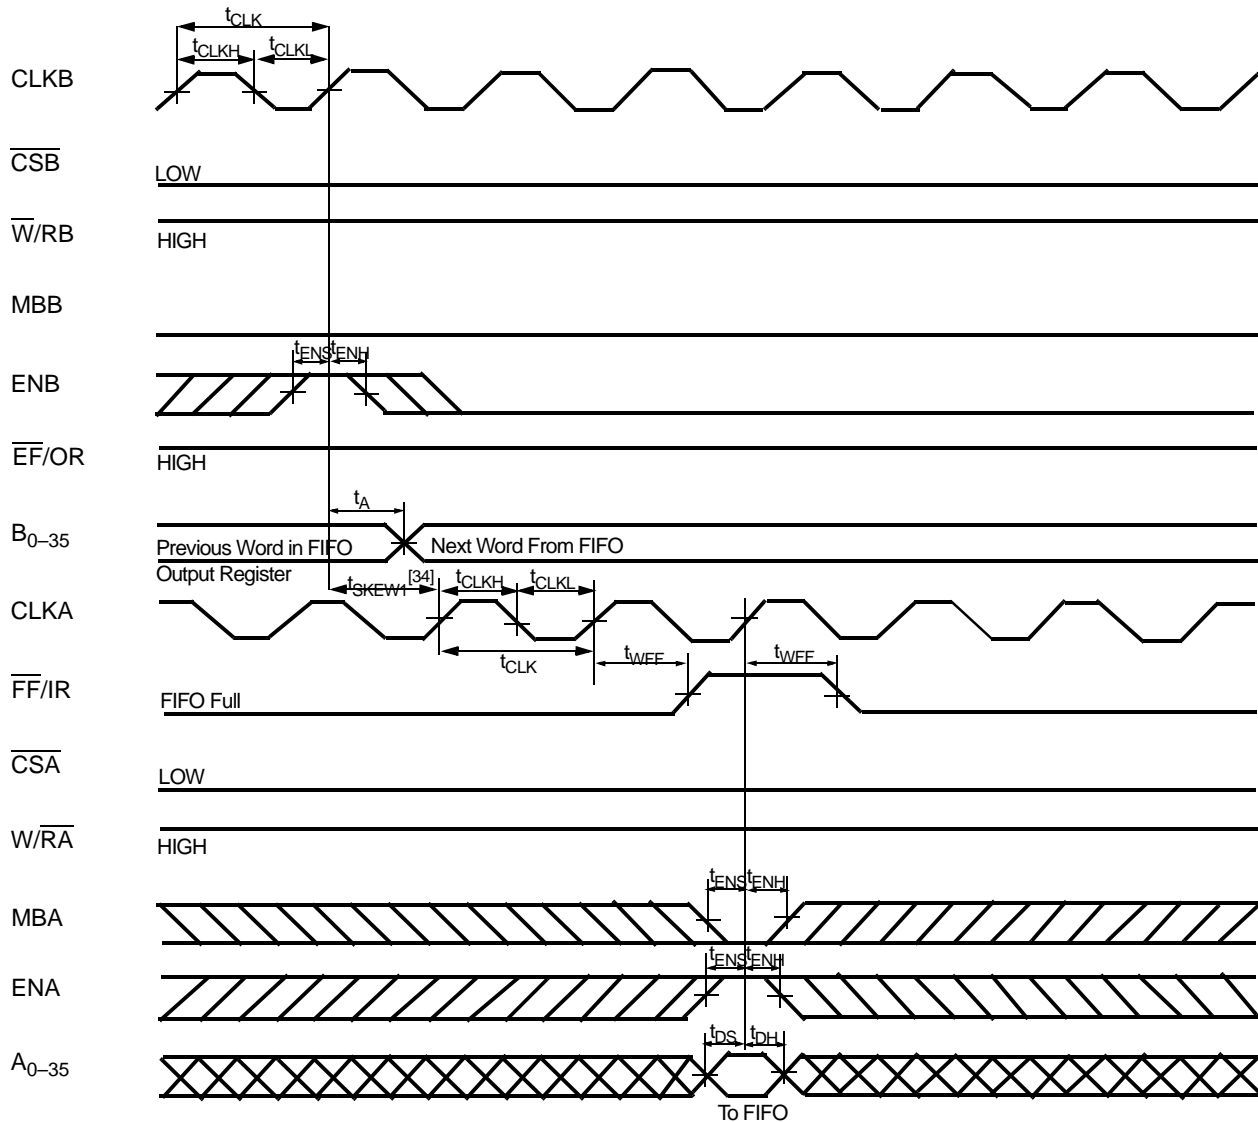 tCLK
tCLKH tCLKL
CLKB
CSB
LOW
W/RB
HIGH
MBB
tENS tENH
ENB
EF/OR
HIGH
tA
B0–35
Previous Word in FIFO Next Word From FIFO
Output Register
tSKEW1[34] tCLKH tCLKL
CLKA
tCLK tWFF tWFF
FF/IR
FIFO Full
CSA
LOW
W/RA
HIGH
tENS tENH
MBA
tENS tENH
ENA
tDS tDH
A0–35
To FIFO